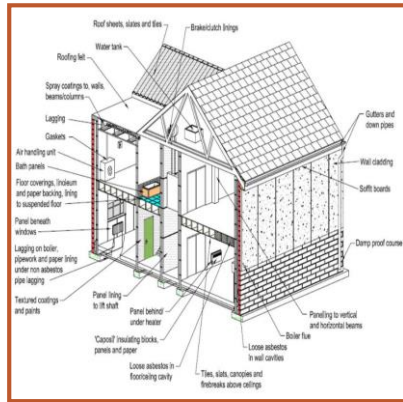 Roof sheets, slates and tiles
Brake/clutch linings
Water tank
Roofing felt
Spray coatings to, walls,
beams/columns
Lagging
Gaskets
Air handling unit
Bath panels
Floor coverings, linoleum
and paper backing, lining
to suspended floor
Panel beneath
windows
Lagging on boiler,
pipework and paper lining
under non asbestos
pipe lagging
Textured coatings
and paints
Panel lining
to lift shaft
Panel behind/
under heater
'Caposil' insulating blocks,
panels and paper
Loose asbestos in
floor/ceiling cavity
Tiles, slats, canopies and
firebreaks above ceilings
Loose asbestos
in wall cavities
Boiler flue
Panelling to vertical
and horizontal beams
Damp proof course
Soffit boards
Wall cladding
Gutters and
down pipes